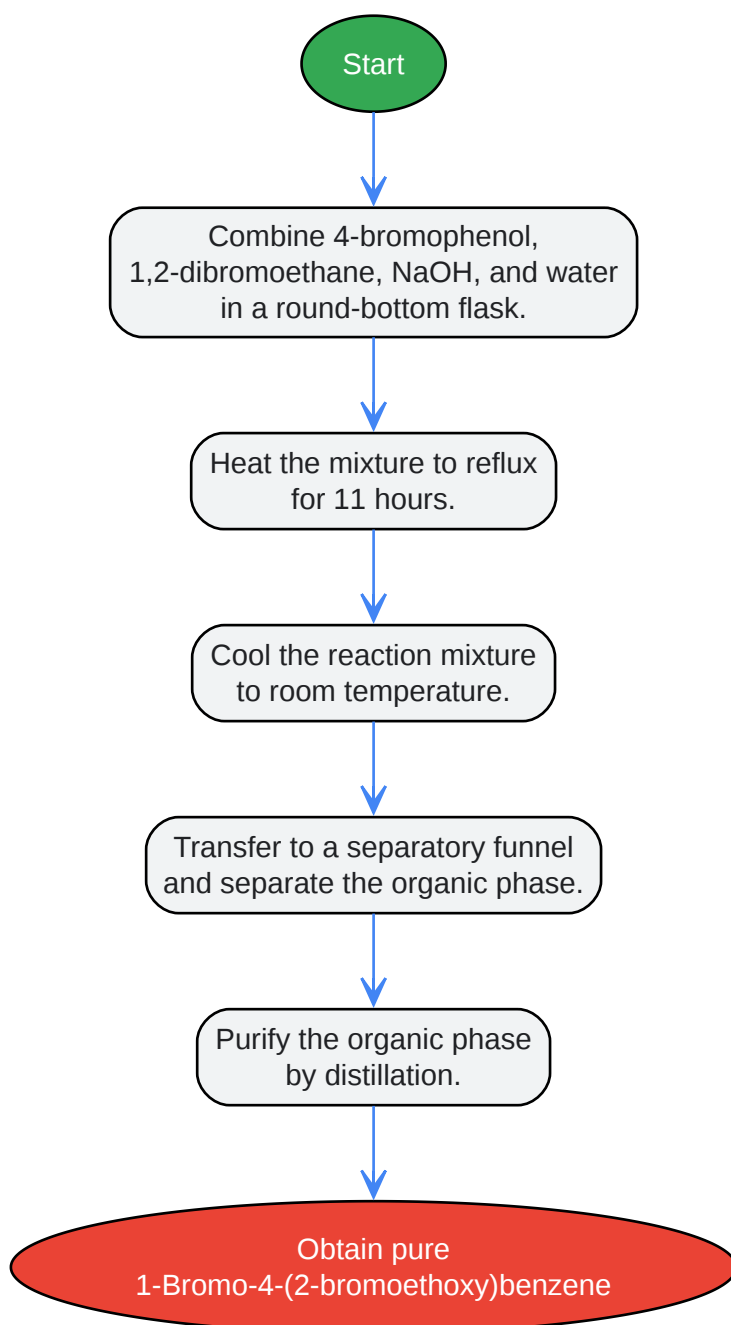 Start
Combine 4-bromophenol,
1,2-dibromoethane, NaOH, and water
in a round-bottom flask.
Heat the mixture to reflux
for 11 hours.
Cool the reaction mixture
to room temperature.
Transfer to a separatory funnel
and separate the organic phase.
Purify the organic phase
by distillation.
Obtain pure
1-Bromo-4-(2-bromoethoxy)benzene